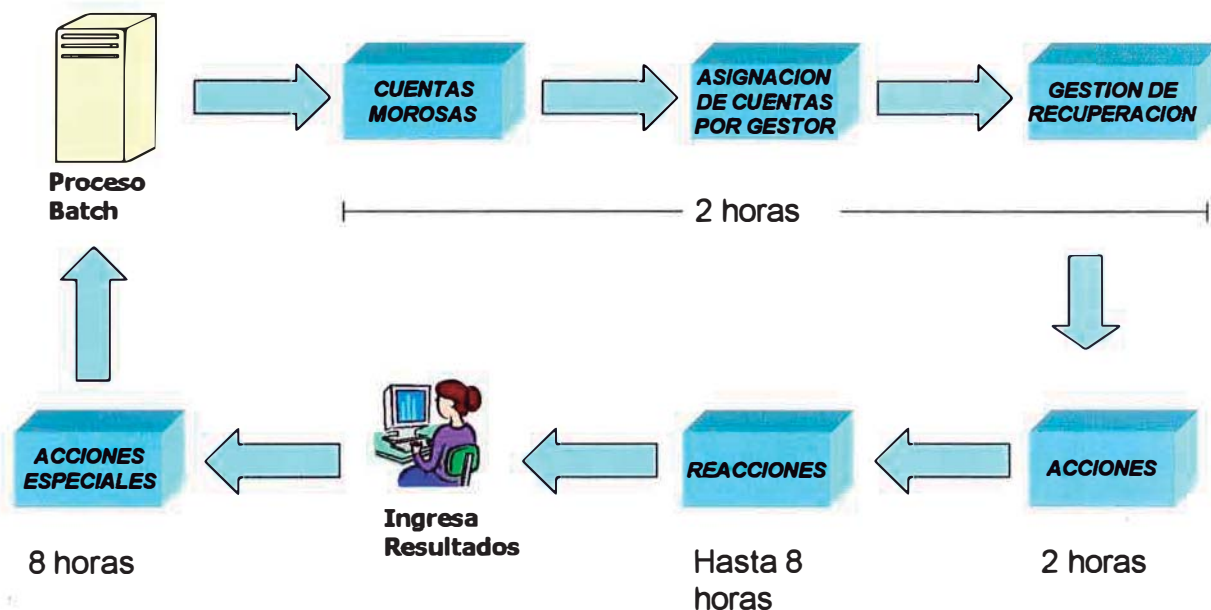 CUENTAS
MOROSAS
ASIGNACION
DE CUENTAS
POR GESTOR
GESTION DE
RECUPERACION
Proceso
Batch
2 horas
ACCIONES
ESPECIALES
Ingresa
Resultados
REACCIONES
ACCIONES
8 horas
Hasta 8
horas
2 horas